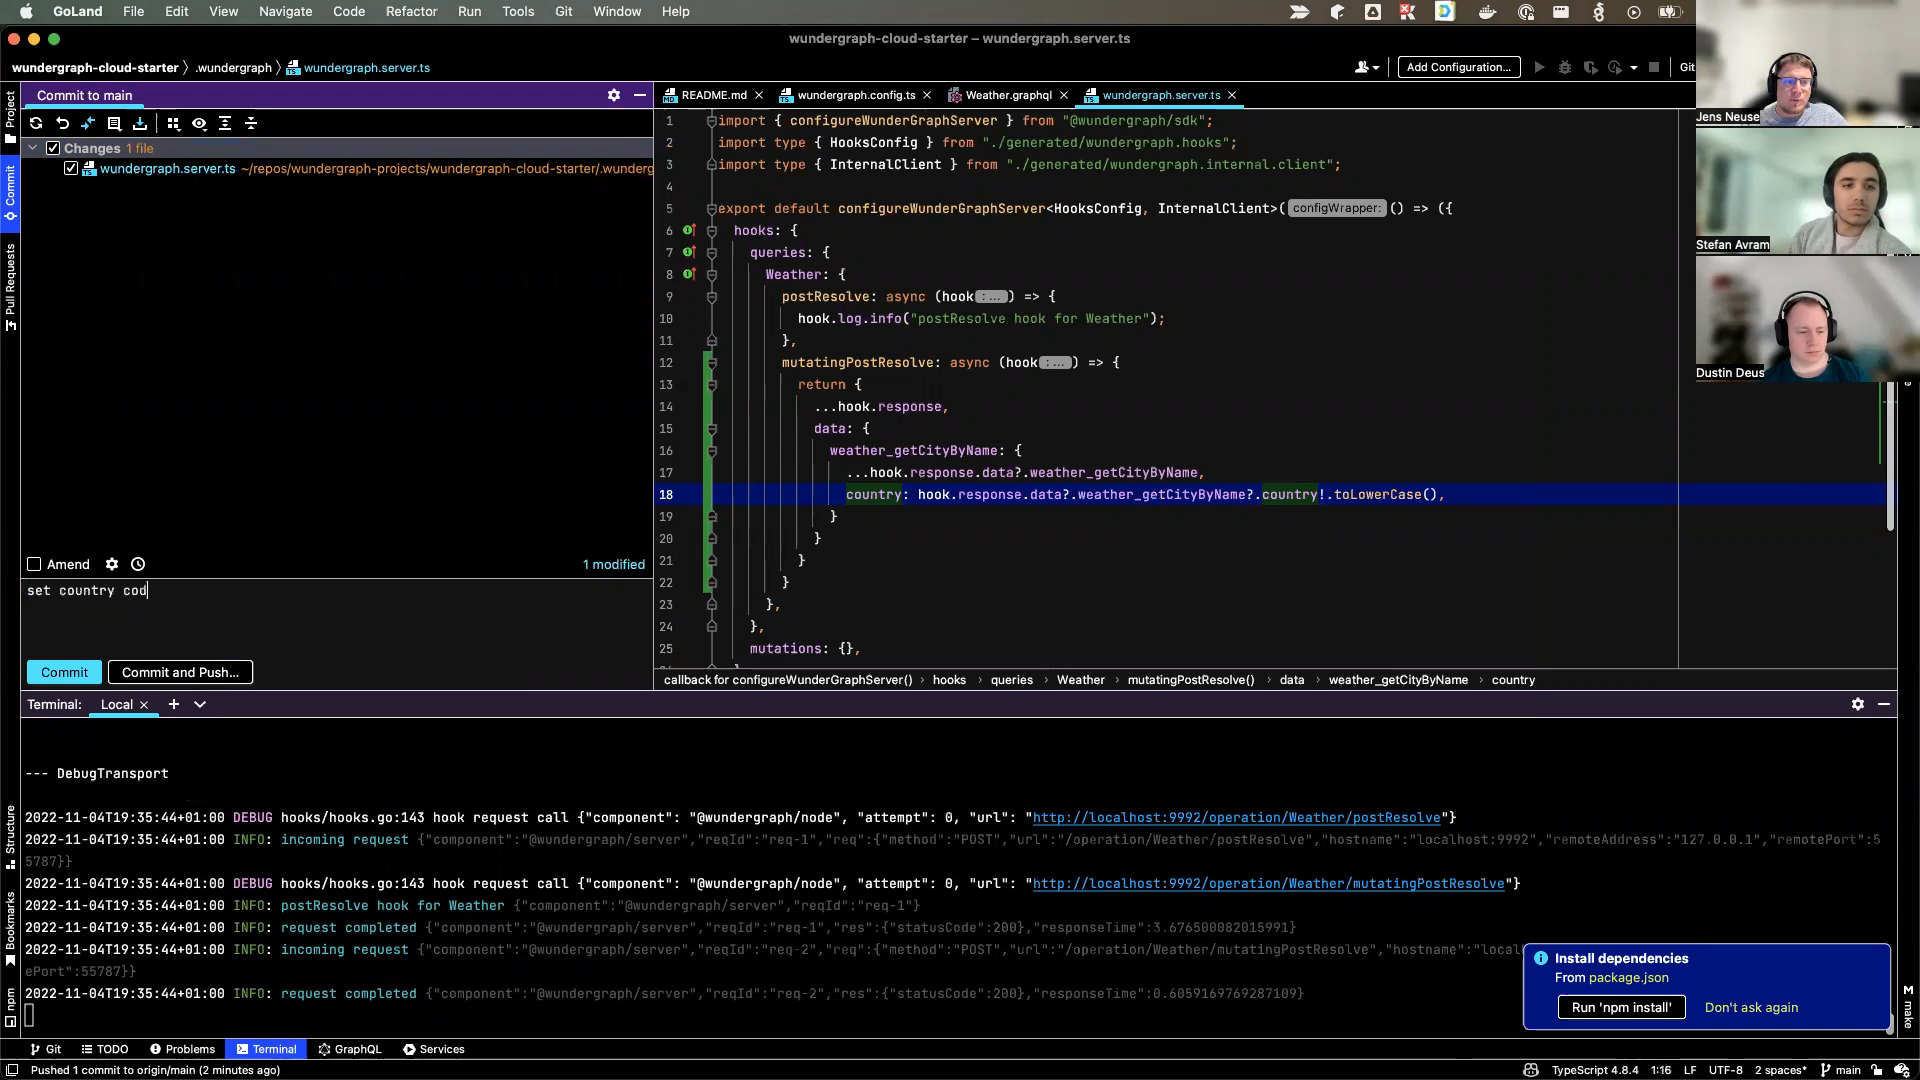 GoLand File Edit View Navigate Code Refactor Run Tools Git Window Help
wundergraph-cloud-starter – wundergraph.server.ts
wundergraph-cloud-starter .wundergraph wundergraph.server.ts
Add Configuration...
Git
Commit to main
README.md
wundergraph.config.ts
Weather.graphql
wundergraph.server.ts
Project
Commit
Pull Requests
Changes 1 file
wundergraph.server.ts ~/repos/wundergraph-projects/wundergraph-cloud-starter/.wunderg
1 import { configureWunderGraphServer } from "@wundergraph/sdk";
2 import type { HooksConfig } from "./generated/wundergraph.hooks";
3 import type { InternalClient } from "./generated/wundergraph.internal.client";
4
5 export default configureWunderGraphServer<HooksConfig, InternalClient>( configWrapper: () => ({
6 hooks: {
7 queries: {
8 Weather: {
9 postResolve: async (hook : ... ) => {
10 hook.log.info("postResolve hook for Weather");
11 },
12 mutatingPostResolve: async (hook : ... ) => {
13 return {
14 ...hook.response,
15 data: {
16 weather_getCityByName: {
17 ...hook.response.data?.weather_getCityByName,
18 country: hook.response.data?.weather_getCityByName?.country!.toLowerCase(),
19 }
20 }
21 }
22 }
23 },
24 },
25 mutations: {},
Jens Neuse
Stefan Avram
Dustin Deus
Amend
1 modified
set country cod
Commit
Commit and Push...
callback for configureWunderGraphServer() › hooks › queries › Weather › mutatingPostResolve() › data › weather_getCityByName › country
Terminal: Local
--- DebugTransport
2022-11-04T19:35:44+01:00 DEBUG hooks/hooks.go:143 hook request call {"component": "@wundergraph/node", "attempt": 0, "url": "http://localhost:9992/operation/Weather/postResolve"}
2022-11-04T19:35:44+01:00 INFO: incoming request {"component":"@wundergraph/server","reqId":"req-1","req":{"method":"POST","url":"/operation/Weather/postResolve","hostname":"localhost:9992","remoteAddress":"127.0.0.1","remotePort":5
5787}}
2022-11-04T19:35:44+01:00 DEBUG hooks/hooks.go:143 hook request call {"component": "@wundergraph/node", "attempt": 0, "url": "http://localhost:9992/operation/Weather/mutatingPostResolve"}
2022-11-04T19:35:44+01:00 INFO: postResolve hook for Weather {"component":"@wundergraph/server","reqId":"req-1"}
2022-11-04T19:35:44+01:00 INFO: request completed {"component":"@wundergraph/server","reqId":"req-1","res":{"statusCode":200},"responseTime":3.676500082015991}
2022-11-04T19:35:44+01:00 INFO: incoming request {"component":"@wundergraph/server","reqId":"req-2","req":{"method":"POST","url":"/operation/Weather/mutatingPostResolve","hostname":"local
ePort":55787}}
2022-11-04T19:35:44+01:00 INFO: request completed {"component":"@wundergraph/server","reqId":"req-2","res":{"statusCode":200},"responseTime":0.6059169769287109}
Structure
Bookmarks
npm
make
Install dependencies
From package.json
Run 'npm install'
Don't ask again
Git TODO Problems Terminal GraphQL Services
Pushed 1 commit to origin/main (2 minutes ago)
TypeScript 4.8.4 1:16 LF UTF-8 2 spaces* main